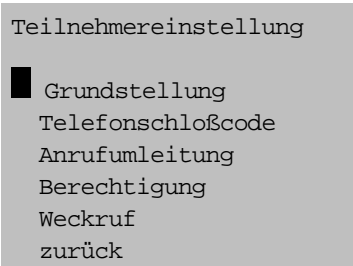 Teilnehmereinstellung
Grundstellung
Telefonschloßcode
Anrufumleitung
Berechtigung
Weckruf
zurück